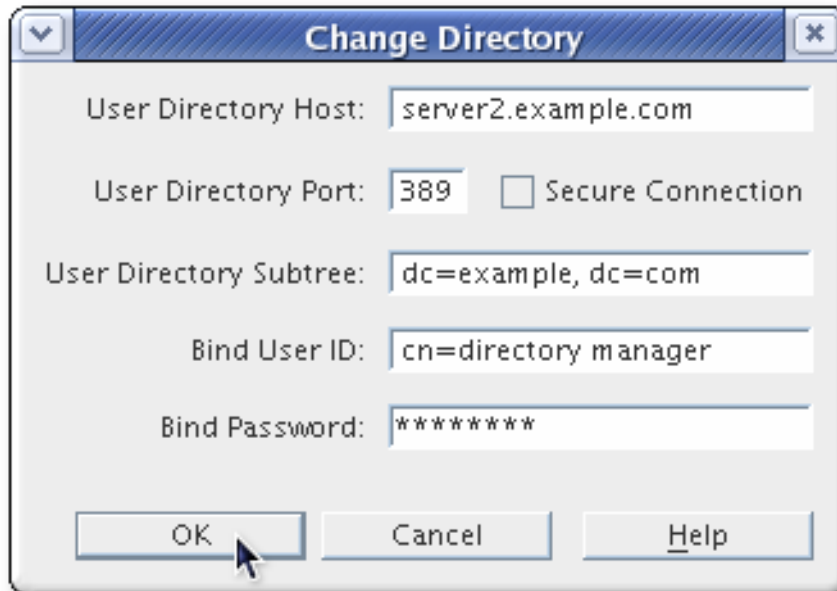 Change Directory
User Directory Host: server2.example.com
User Directory Port: 389 Secure Connection
User Directory Subtree: dc=example, dc=com
Bind User ID: cn=directory manager
Bind Password: ********
OK Cancel Help